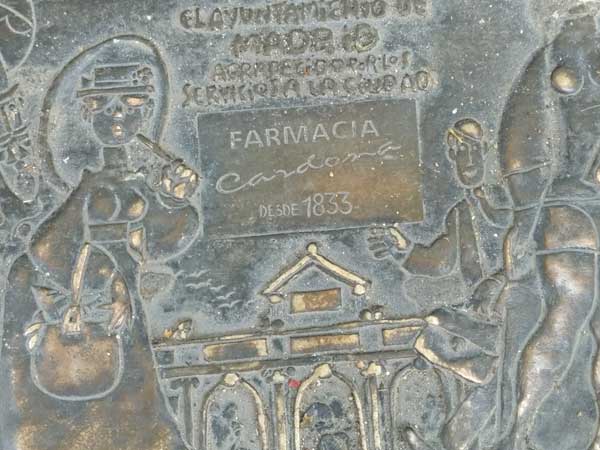 EL AYUNTAMIENTO DE
MADRID
AGRADECIDO POR LOS
SERVICIOS A LA CIUDAD
FARMACIA
Cardona
DESDE 1833